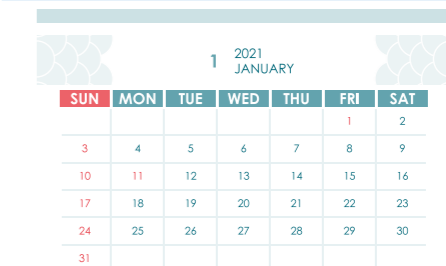 1 2021
JANUARY
SUN MON TUE WED THU FRI SAT
1 2
3 4 5 6 7 8 9
10 11 12 13 14 15 16
17 18 19 20 21 22 23
24 25 26 27 28 29 30
31